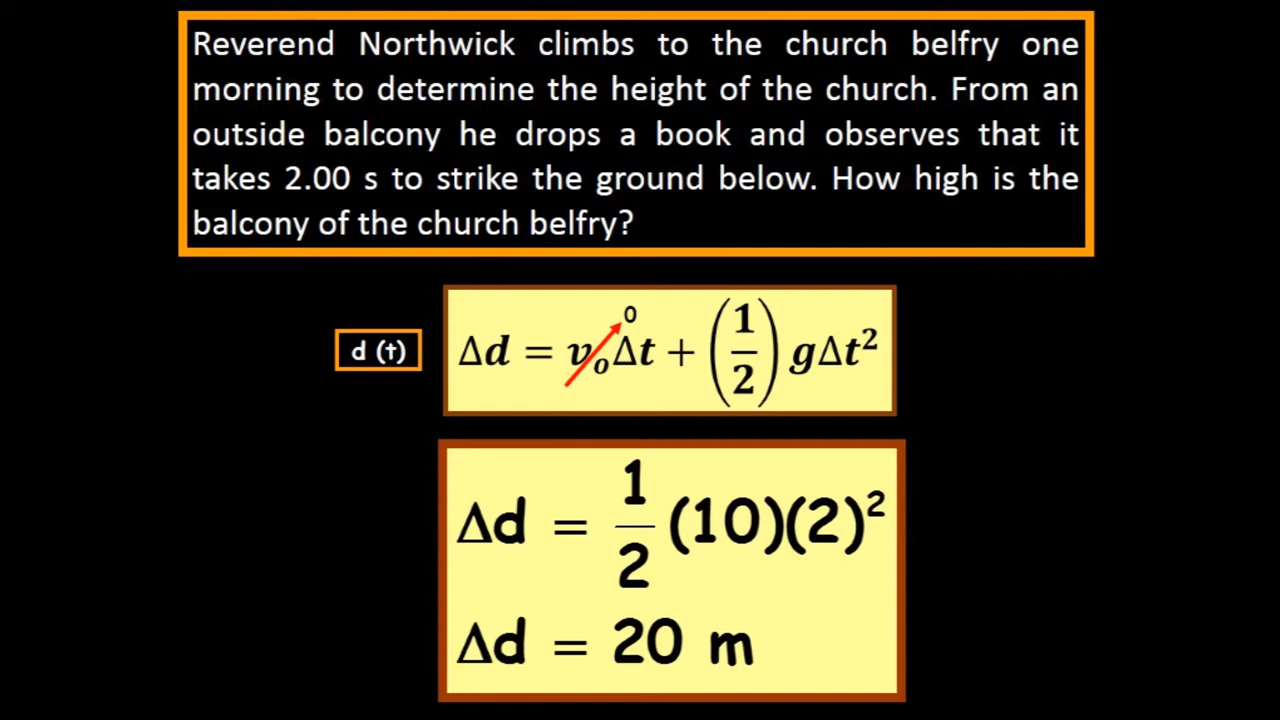 Reverend Northwick climbs to the church belfry one
morning to determine the height of the church. From an
outside balcony he drops a book and observes that it
takes 2.00 s to strike the ground below. How high is the
balcony of the church belfry?
0
d (t)
Δd = vₒΔt + (1/2) gΔt²
Δd = 1/2 (10)(2)²
Δd = 20 m